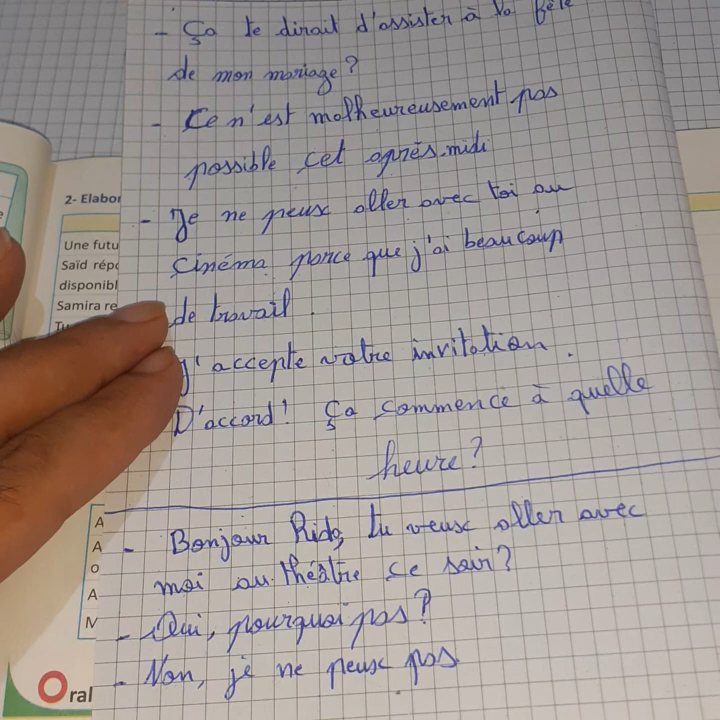 - Ça te dirait d'assister à la fête
de mon mariage?
- Ce n'est malheureusement pas
possible cet après-midi
- Je ne peux aller avec toi au
cinéma parce que j'ai beaucoup
de travail.
J'accepte votre invitation.
D'accord! Ça commence à quelle
heure?
- Bonjour Rida, tu veux aller avec
moi au théâtre ce soir?
- Oui, pourquoi pas?
- Non, je ne peux pas.
2- Elabor
Une futu
Saïd répo
disponibl
Samira re
Tu
A
A
o
A
N
Oral